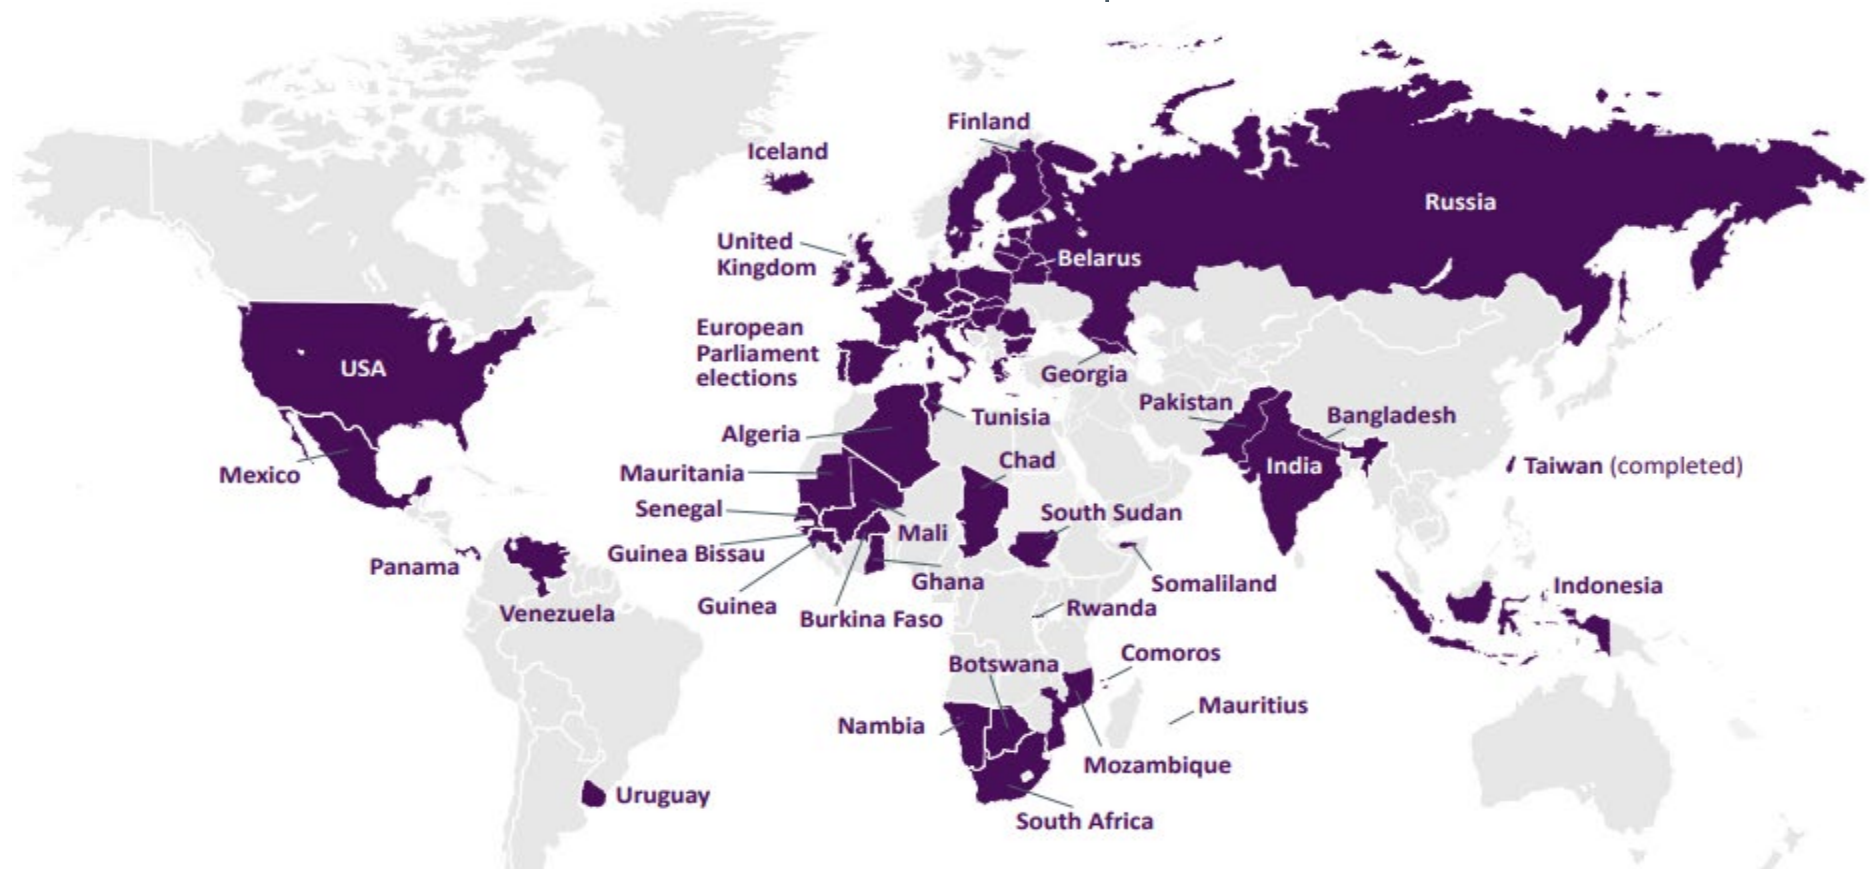 Finland
Iceland
Russia
United
Kingdom
Belarus
European
Parliament
elections
USA
Georgia
Pakistan
Bangladesh
Tunisia
Algeria
Mexico
Mauritania
Chad
India
Taiwan (completed)
Senegal
South Sudan
Mali
Guinea Bissau
Panama
Ghana
Somaliland
Indonesia
Venezuela
Guinea
Burkina Faso
Rwanda
Botswana
Comoros
Nambia
Mauritius
Mozambique
Uruguay
South Africa